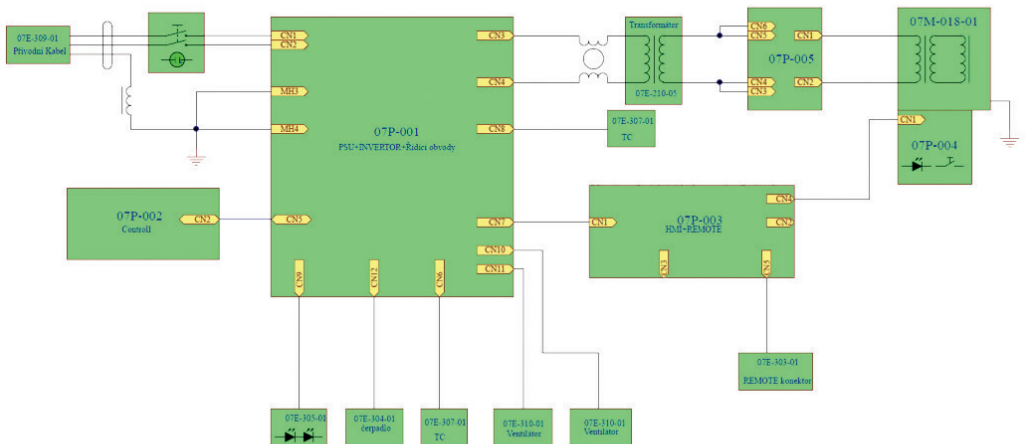 07E-309-01
Přívodní Kabel
CN1
CN2
MH3
MH4
07P-001
PSU+INVERTOR+Řídící obvody
CN3
CN4
CN8
CN5
CN7
CN10
CN11
CN9
CN12
CN6
07P-002
Controll
CN2
Transformátor
07E-210-05
07E-307-01
TC
CN6
CN5
07P-005
CN4
CN3
CN1
CN2
07M-018-01
CN1
07P-004
07P-003
HMI+REMOTE
CN1
CN4
CN2
CN3
CN5
07E-303-01
REMOTE konektor
07E-305-01
07E-304-01
čerpadlo
07E-307-01
TC
07E-310-01
Ventilátor
07E-310-01
Ventilátor